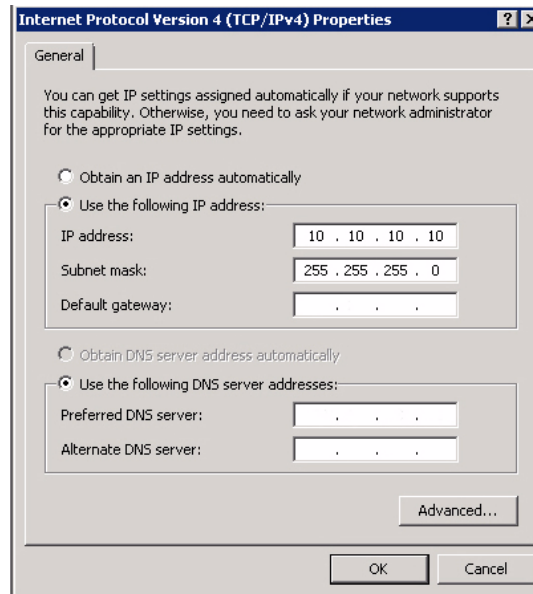 Internet Protocol Version 4 (TCP/IPv4) Properties
?
General
You can get IP settings assigned automatically if your network supports
this capability. Otherwise, you need to ask your network administrator
for the appropriate IP settings.
Obtain an IP address automatically
Use the following IP address:
IP address: 10 . 10 . 10 . 10
Subnet mask: 255 . 255 . 255 . 0
Default gateway: . . .
Obtain DNS server address automatically
Use the following DNS server addresses:
Preferred DNS server: . . .
Alternate DNS server: . . .
Advanced...
OK Cancel